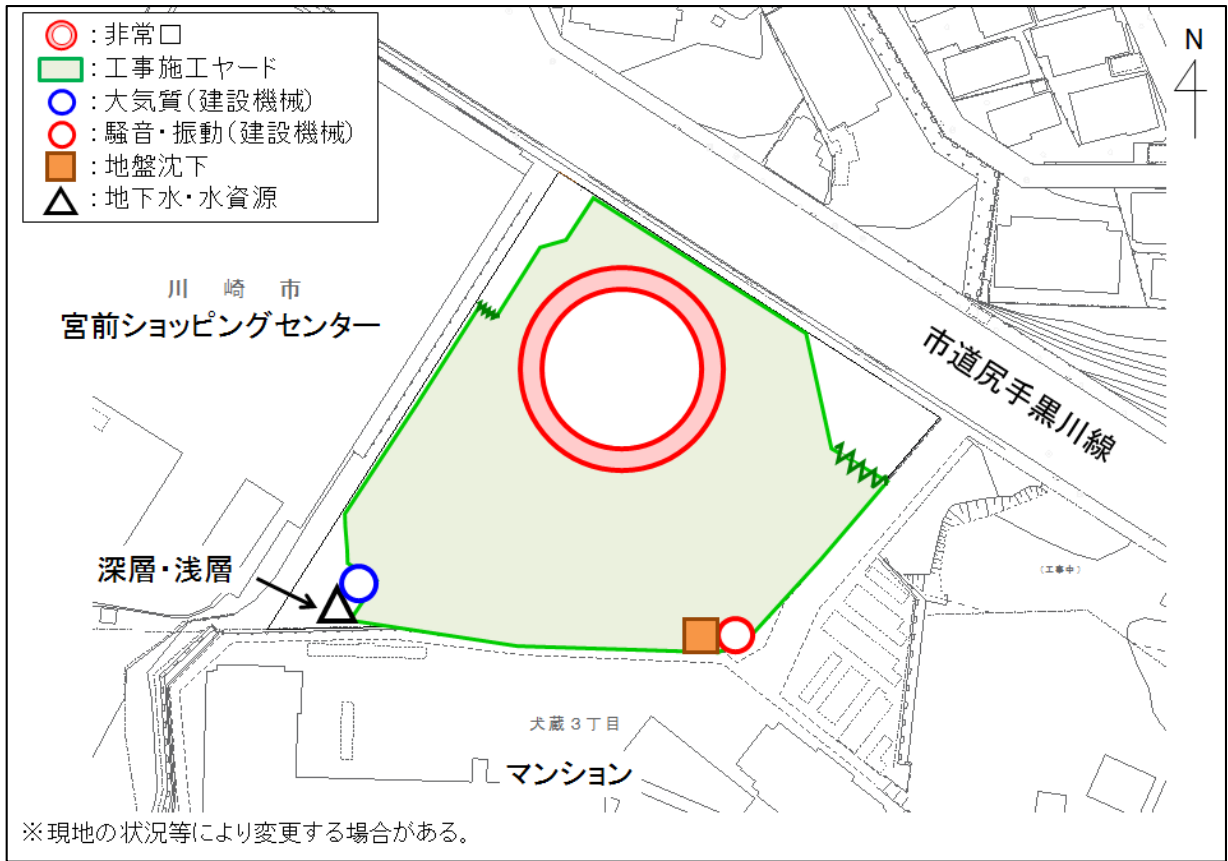 ：非常口
：工事施工ヤード
：大気質（建設機械）
：騒音・振動（建設機械）
：地盤沈下
：地下水・水資源
N
川崎市
宮前ショッピングセンター
市道尻手黒川線
深層・浅層
（工事中）
犬蔵３丁目
マンション
※現地の状況等により変更する場合がある。